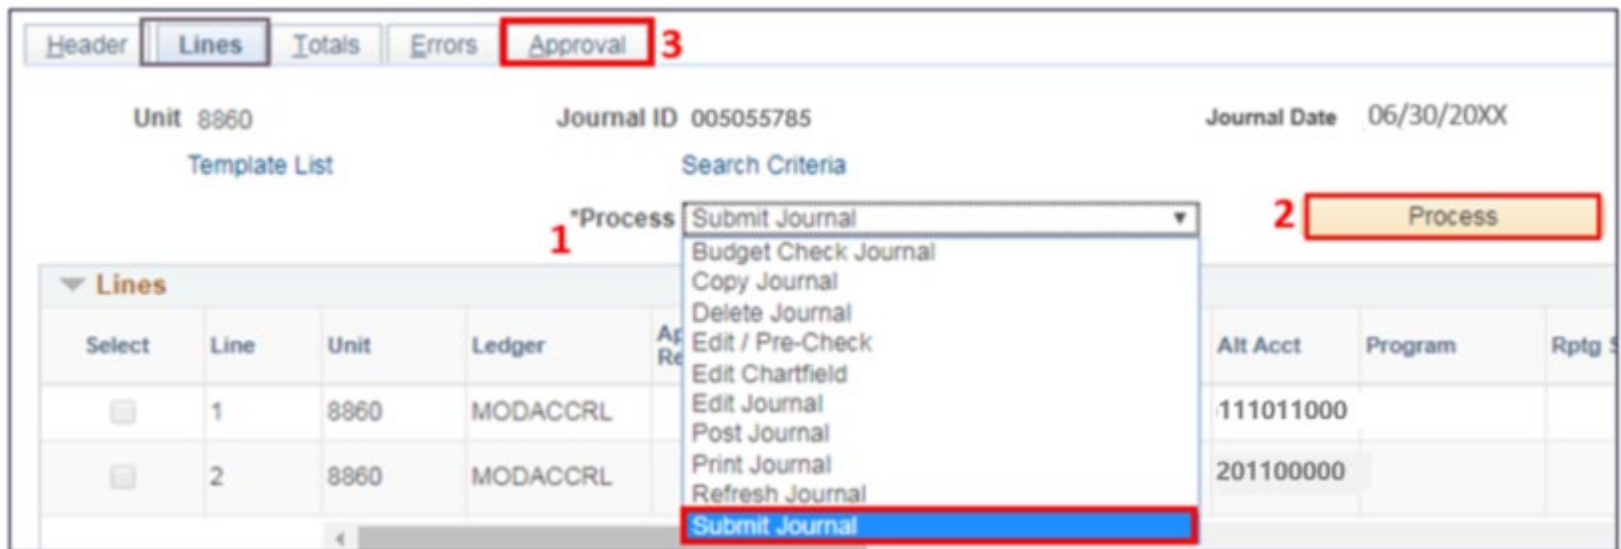 Header Lines Totals Errors Approval 3
Unit 8860 Journal ID 005055785 Journal Date 06/30/20XX
Template List Search Criteria
*Process Submit Journal 2 Process
1
Budget Check Journal
Copy Journal
Delete Journal
Edit / Pre-Check
Edit Chartfield
Edit Journal
Post Journal
Print Journal
Refresh Journal
Submit Journal
Lines
Select Line Unit Ledger Alt Acct Program Rptg
1 8860 MODACCRL 111011000
2 8860 MODACCRL 201100000